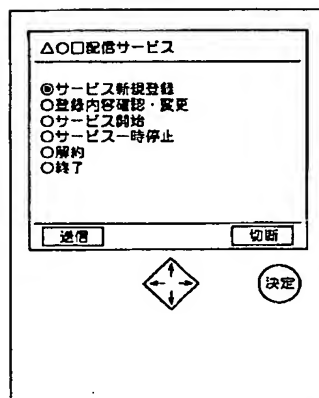 △○□配信サービス
◉サービス新規登録
○登録内容確認・変更
○サービス開始
○サービス一時停止
○解約
○終了
送信 切断
決定